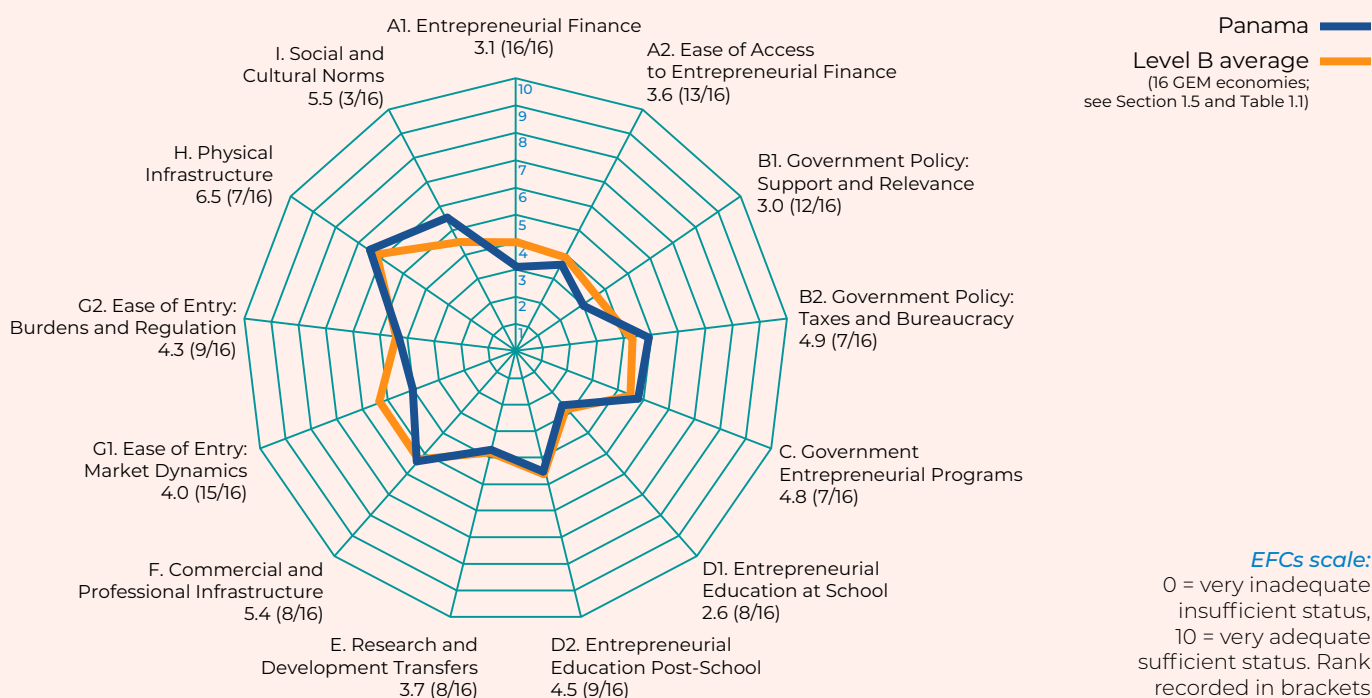 A1. Entrepreneurial Finance
3.1 (16/16)
A2. Ease of Access
to Entrepreneurial Finance
3.6 (13/16)
B1. Government Policy:
Support and Relevance
3.0 (12/16)
B2. Government Policy:
Taxes and Bureaucracy
4.9 (7/16)
C. Government
Entrepreneurial Programs
4.8 (7/16)
D1. Entrepreneurial
Education at School
2.6 (8/16)
D2. Entrepreneurial
Education Post-School
4.5 (9/16)
E. Research and
Development Transfers
3.7 (8/16)
F. Commercial and
Professional Infrastructure
5.4 (8/16)
G1. Ease of Entry:
Market Dynamics
4.0 (15/16)
G2. Ease of Entry:
Burdens and Regulation
4.3 (9/16)
H. Physical
Infrastructure
6.5 (7/16)
I. Social and
Cultural Norms
5.5 (3/16)
10
9
8
7
6
5
4
3
2
1
Panama
Level B average
(16 GEM economies;
see Section 1.5 and Table 1.1)
EFCs scale:
0 = very inadequate
insufficient status,
10 = very adequate
sufficient status. Rank
recorded in brackets